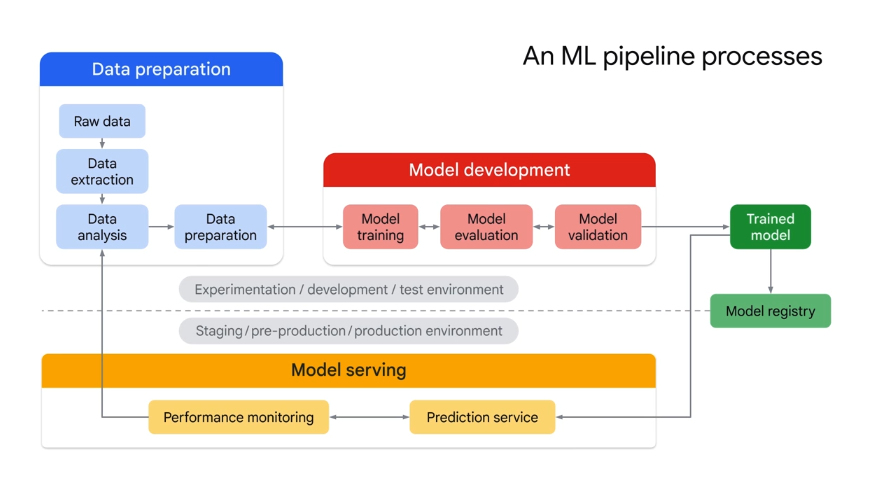 An ML pipeline processes
Data preparation
Raw data
Data
extraction
Data
analysis
Data
preparation
Model development
Model
training
Model
evaluation
Model
validation
Trained
model
Model registry
Experimentation / development / test environment
Staging / pre-production / production environment
Model serving
Performance monitoring
Prediction service